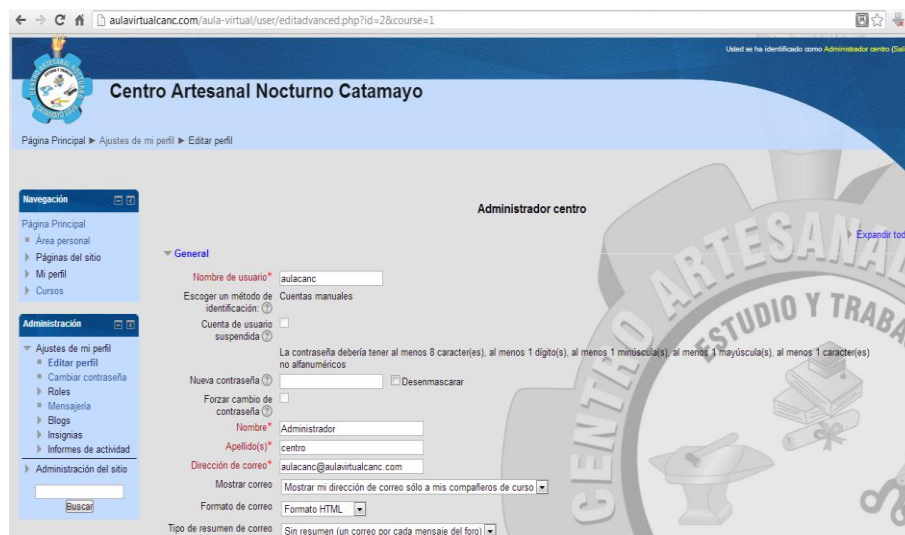 aulavirtualcanc.com/aula-virtual/user/editadvanced.php?id=2&course=1
Usted se ha identificado como Administrador centro (Sali
Centro Artesanal Nocturno Catamayo
Página Principal ► Ajustes de mi perfil ► Editar perfil
Navegación
Página Principal
Área personal
Páginas del sitio
Mi perfil
Cursos
Administración
Ajustes de mi perfil
Editar perfil
Cambiar contraseña
Roles
Mensajería
Blogs
Insignias
Informes de actividad
Administración del sitio
Buscar
Administrador centro
Expandir tod
General
Nombre de usuario* aulacanc
Escoger un método de identificación: Cuentas manuales
Cuenta de usuario suspendida
La contraseña debería tener al menos 8 caracter(es), al menos 1 dígito(s), al menos 1 minúscula(s), al menos 1 mayúscula(s), al menos 1 caracter(es)
no alfanuméricos
Nueva contraseña Desenmascarar
Forzar cambio de
contraseña
Nombre* Administrador
Apellido(s)* centro
Dirección de correo* aulacanc@aulavirtualcanc.com
Mostrar correo Mostrar mi dirección de correo sólo a mis compañeros de curso
Formato de correo Formato HTML
Tipo de resumen de correo Sin resumen (un correo por cada mensaje del foro)
CENTRO ARTESANAL
ESTUDIO Y TRABA